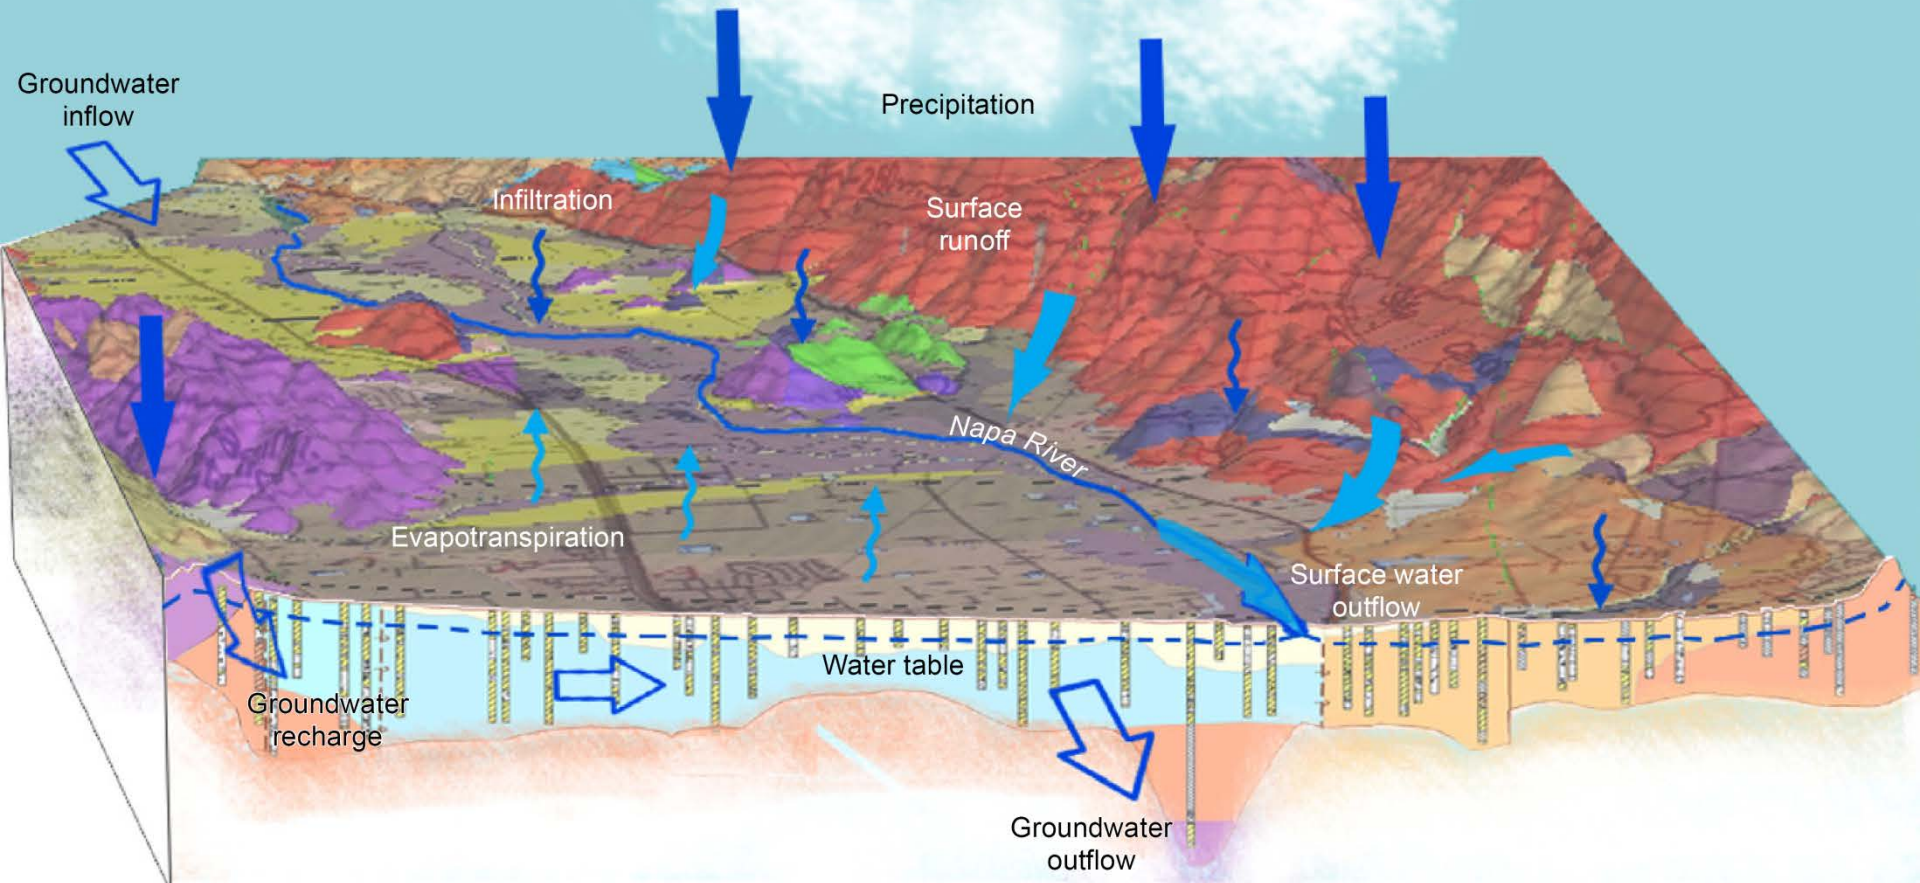 Groundwater
inflow
Precipitation
Infiltration
Surface
runoff
Napa River
Evapotranspiration
Surface water
outflow
Water table
Groundwater
recharge
Groundwater
outflow